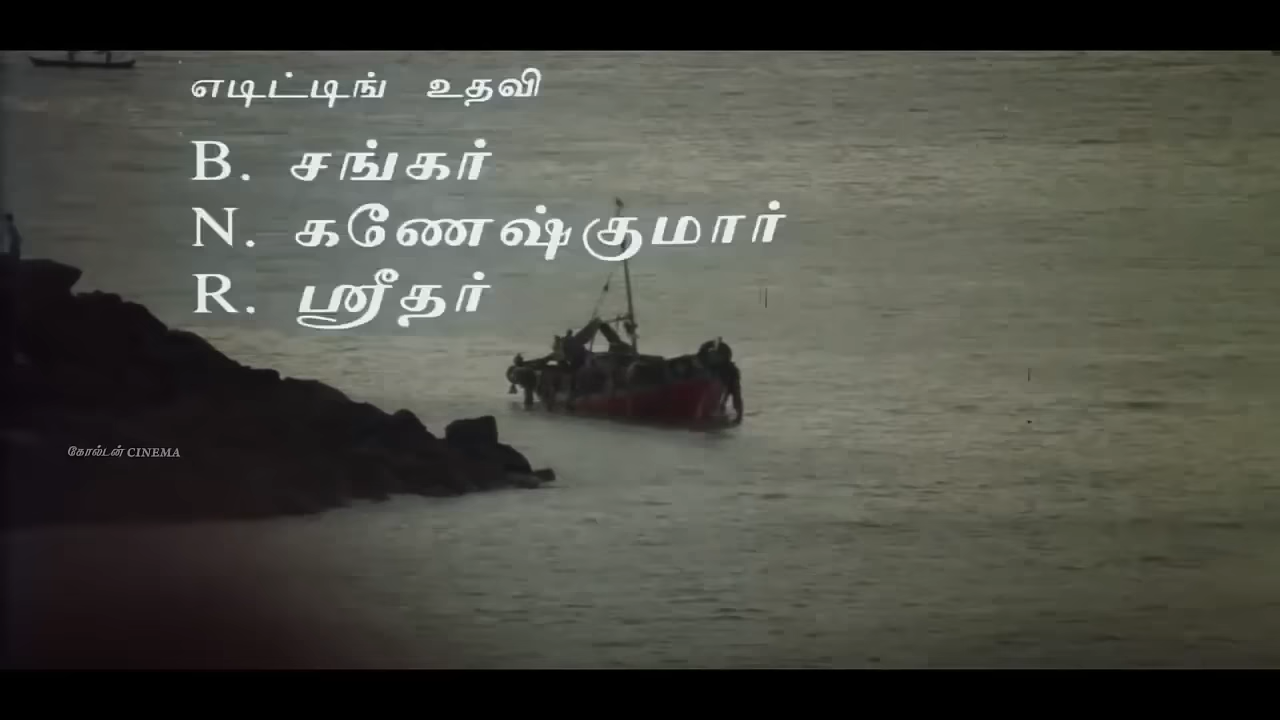 எடிட்டிங் உதவி
B. சங்கர்
N. கணேஷ்குமார்
R. ஸ்ரீதர்
கோல்டன் CINEMA